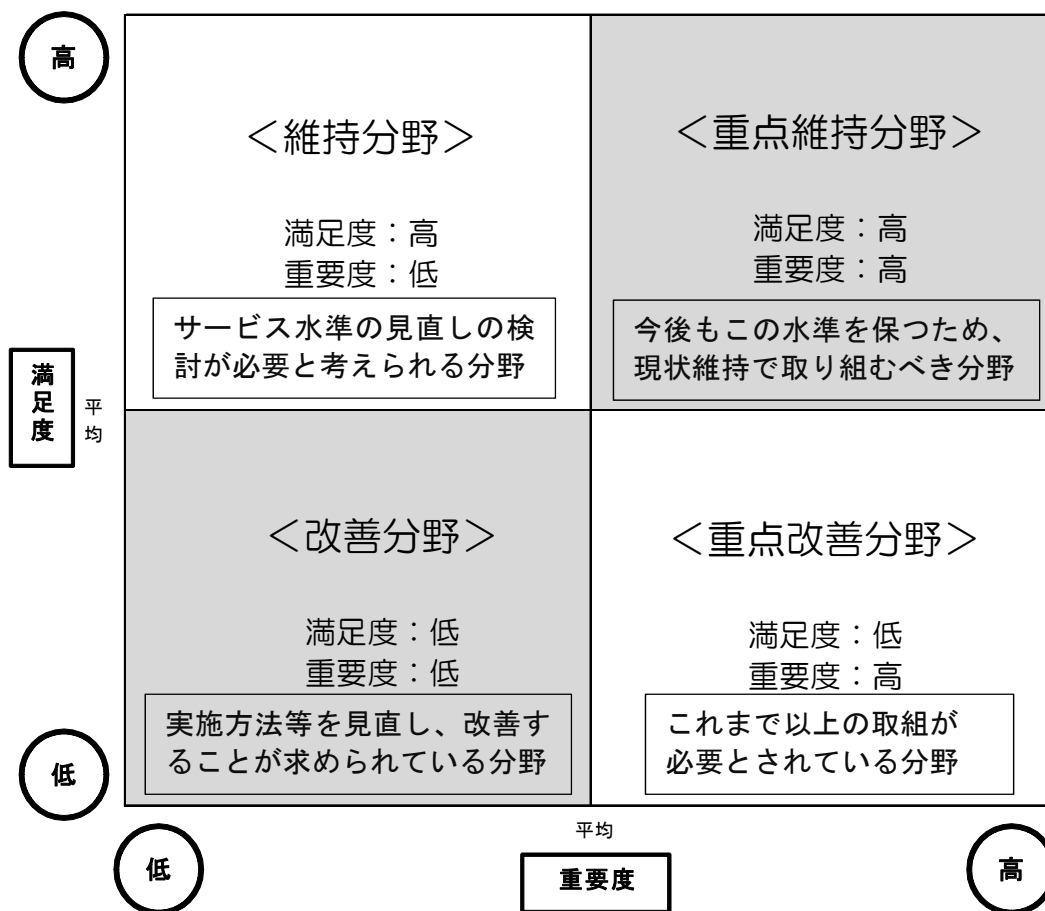 高
＜維持分野＞
満足度：高
重要度：低
サービス水準の見直しの検
討が必要と考えられる分野
＜重点維持分野＞
満足度：高
重要度：高
今後もこの水準を保つため、
現状維持で取り組むべき分野
満足度
平均
＜改善分野＞
満足度：低
重要度：低
実施方法等を見直し、改善す
ることが求められている分野
＜重点改善分野＞
満足度：低
重要度：高
これまで以上の取組が
必要とされている分野
低
低
平均
重要度
高